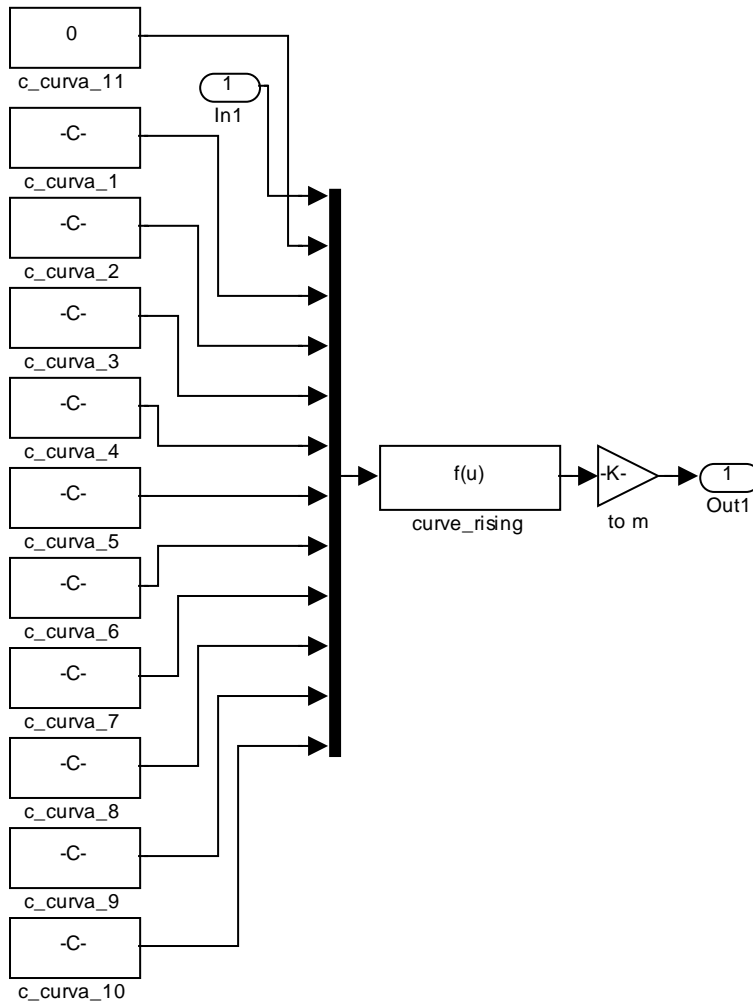 0
c_curva_11
1
In1
-C-
c_curva_1
-C-
c_curva_2
-C-
c_curva_3
-C-
c_curva_4
-C-
c_curva_5
-C-
c_curva_6
-C-
c_curva_7
-C-
c_curva_8
-C-
c_curva_9
-C-
c_curva_10
f(u)
curve_rising
-K-
to m
1
Out1